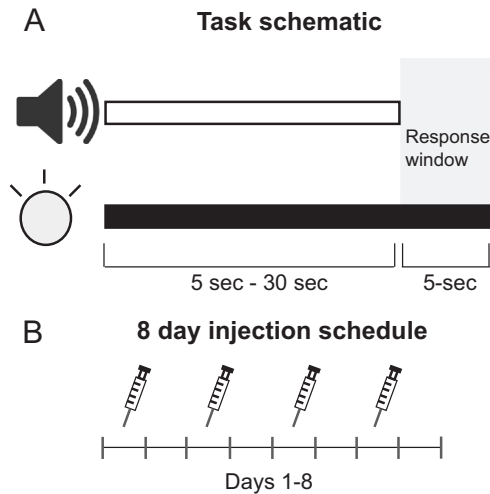 A
Task schematic
Response
window
5 sec - 30 sec
5-sec
B
8 day injection schedule
Days 1-8